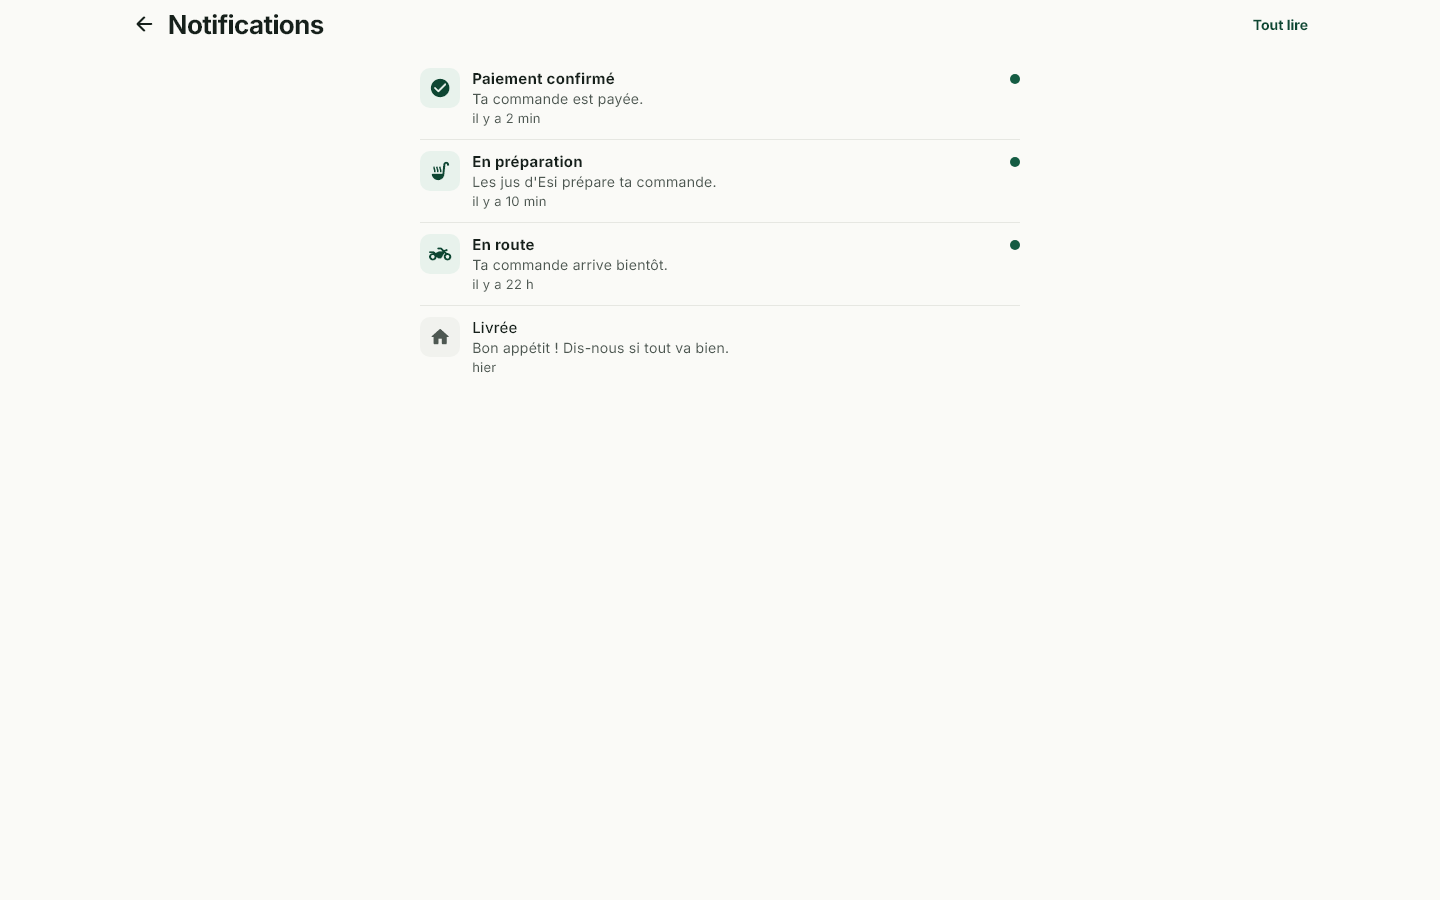 Notifications
Tout lire
Paiement confirmé
Ta commande est payée.
il y a 2 min
En préparation
Les jus d'Esi prépare ta commande.
il y a 10 min
En route
Ta commande arrive bientôt.
il y a 22 h
Livrée
Bon appétit ! Dis-nous si tout va bien.
hier